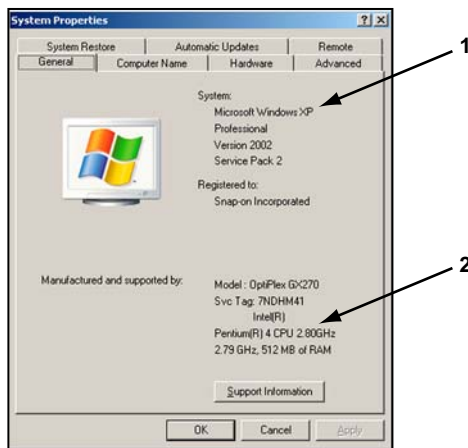 System Properties
System Restore Automatic Updates Remote
General Computer Name Hardware Advanced
System:
Microsoft Windows XP
Professional
Version 2002
Service Pack 2
Registered to:
Snap-on Incorporated
Manufactured and supported by:
Model : OptiPlex GX270
Svc Tag: 7NDHM41
Intel(R)
Pentium(R) 4 CPU 2.80GHz
2.79 GHz, 512 MB of RAM
Support Information
OK Cancel Apply
1
2